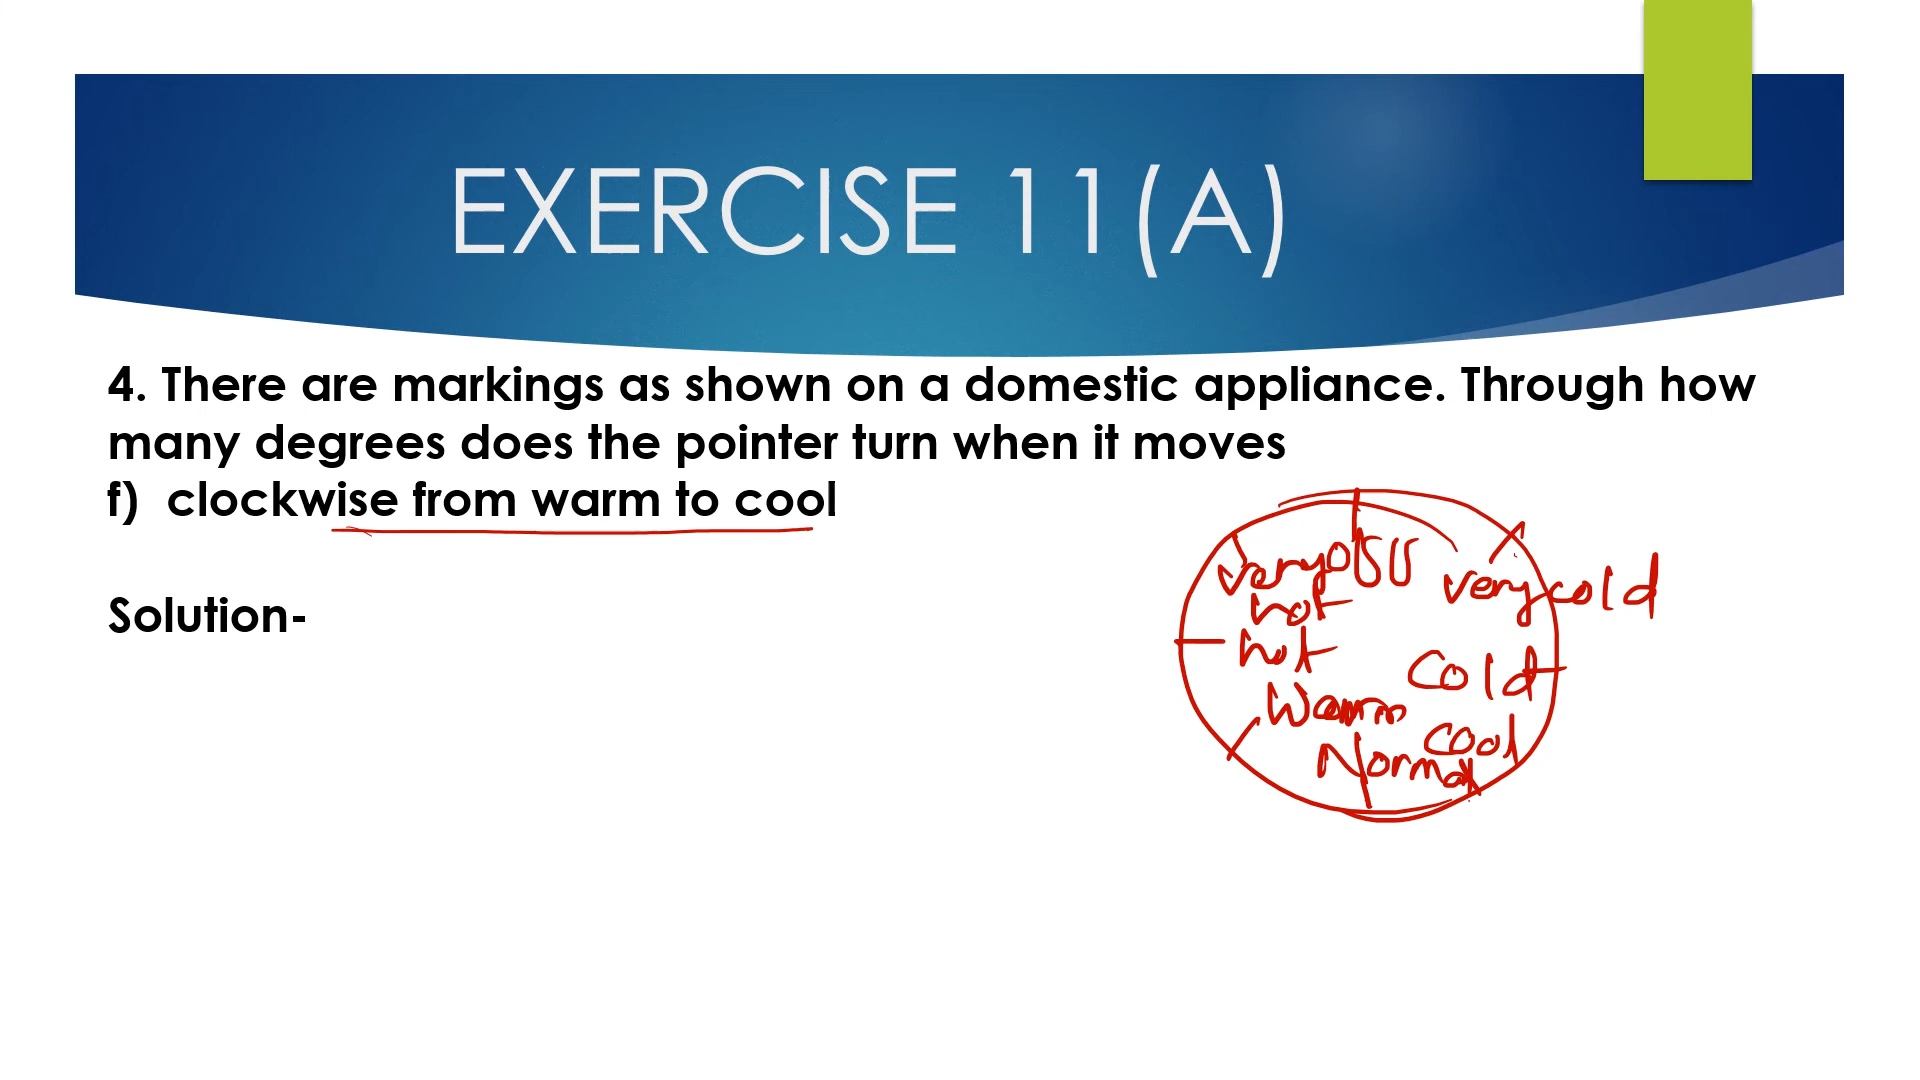 EXERCISE 11(A)
4. There are markings as shown on a domestic appliance. Through how
many degrees does the pointer turn when it moves
f) clockwise from warm to cool
Solution-
off
very hot
very cold
hot
cold
Warm
cool
Normal